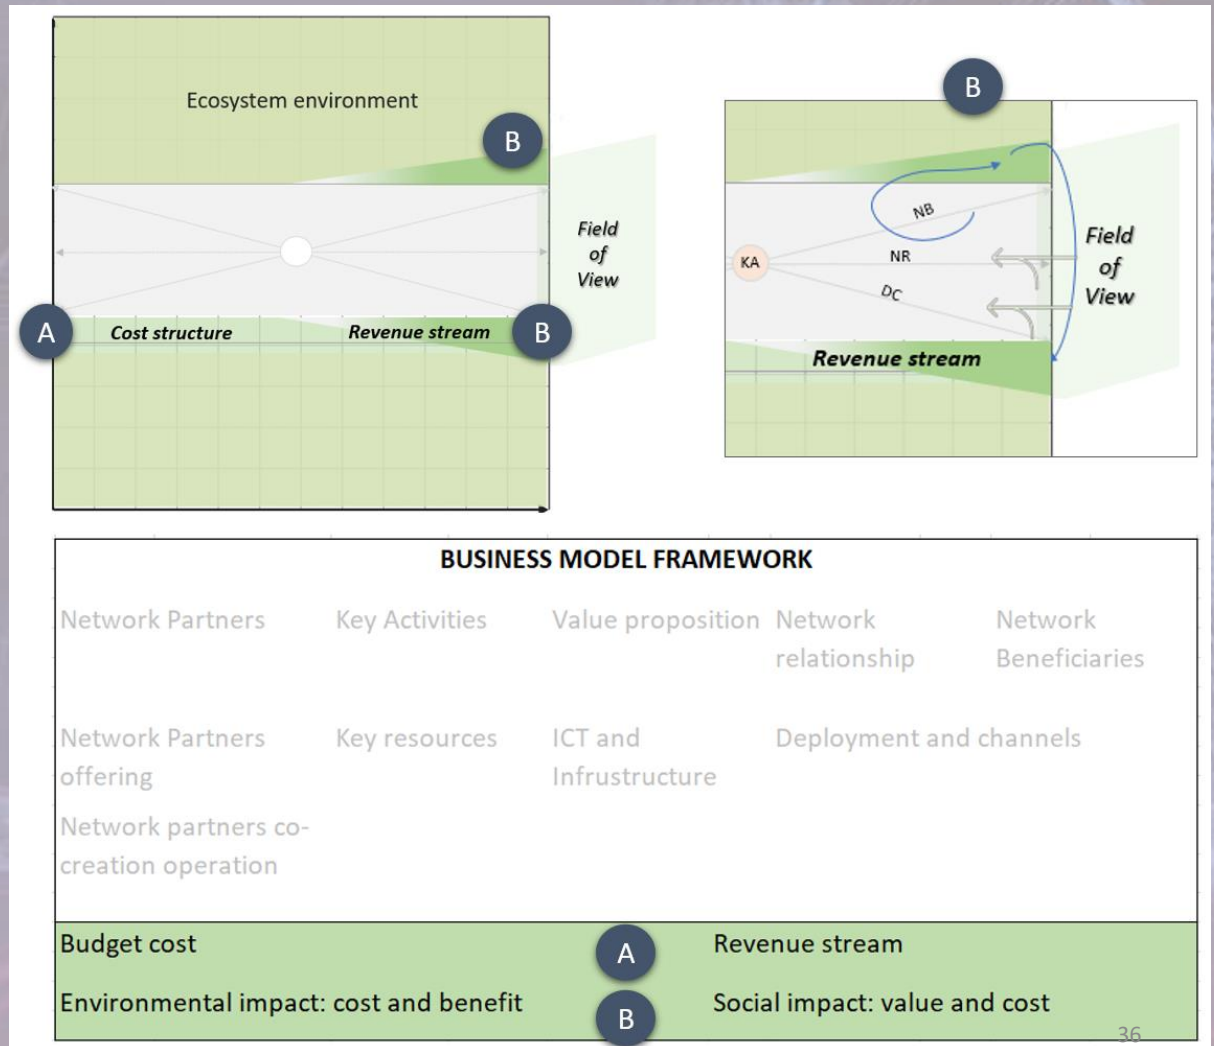 Ecosystem environment
B
Field
of
View
A
Cost structure
Revenue stream
B
B
NB
KA
NR
DC
Field
of
View
Revenue stream
BUSINESS MODEL FRAMEWORK
Network Partners
Key Activities
Value proposition
Network
relationship
Network
Beneficiaries
Network Partners
offering
Key resources
ICT and
Infrustructure
Deployment and channels
Network partners co-
creation operation
Budget cost
A
Revenue stream
Environmental impact: cost and benefit
B
Social impact: value and cost
36